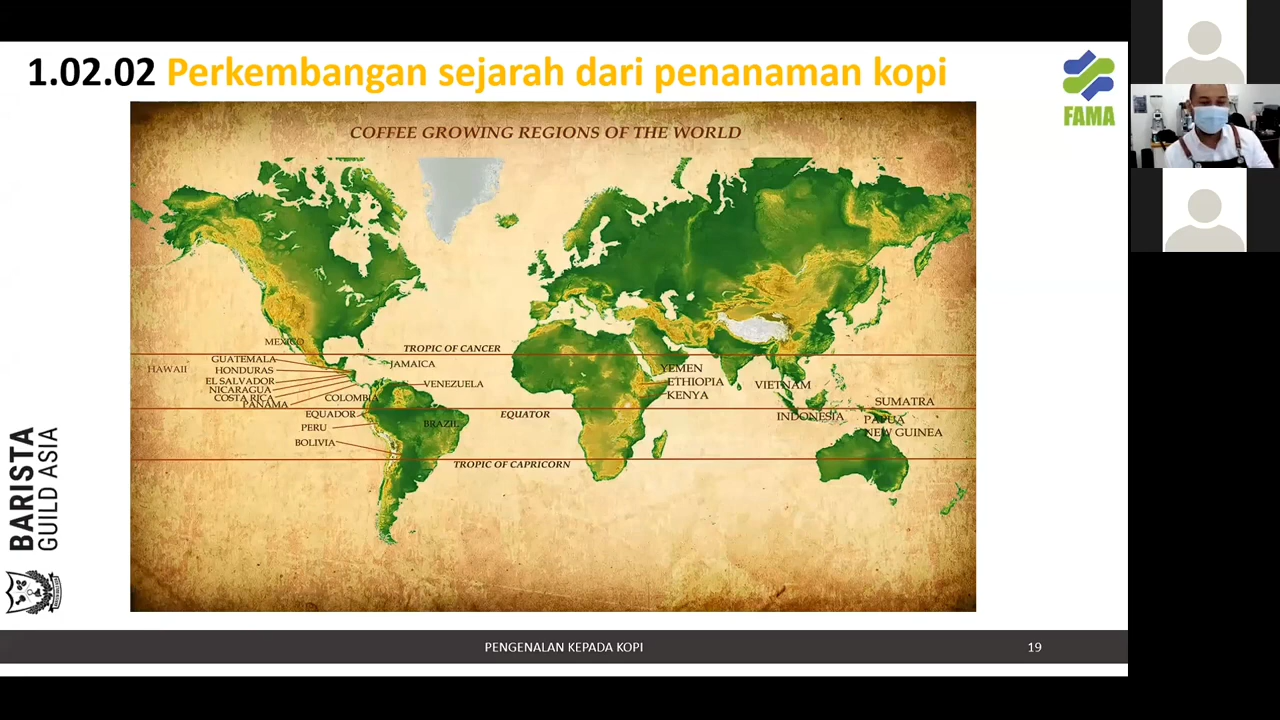 1.02.02 Perkembangan sejarah dari penanaman kopi
FAMA
COFFEE GROWING REGIONS OF THE WORLD
TROPIC OF CANCER
MEXICO
GUATEMALA
HAWAII
HONDURAS
EL SALVADOR
NICARAGUA
COSTA RICA
PANAMA
JAMAICA
VENEZUELA
COLOMBIA
EQUADOR
PERU
BRAZIL
BOLIVIA
EQUATOR
TROPIC OF CAPRICORN
YEMEN
ETHIOPIA
KENYA
VIETNAM
INDONESIA
SUMATRA
PAPUA
NEW GUINEA
BARISTA
GUILD ASIA
PENGENALAN KEPADA KOPI
19